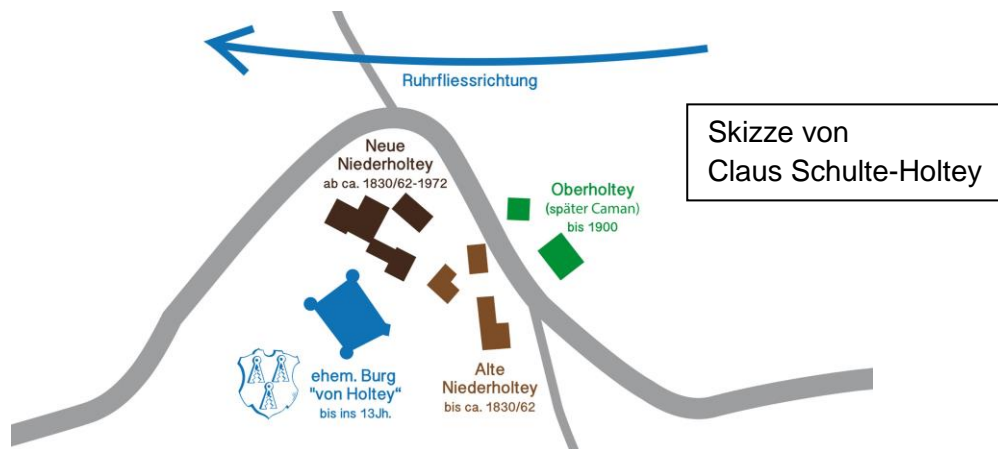 Ruhrfliessrichtung
Skizze von
Claus Schulte-Holtey
Neue
Niederholtey
ab ca. 1830/62-1972
Oberholtey
(später Caman)
bis 1900
ehem. Burg
"von Holtey"
bis ins 13Jh.
Alte
Niederholtey
bis ca. 1830/62